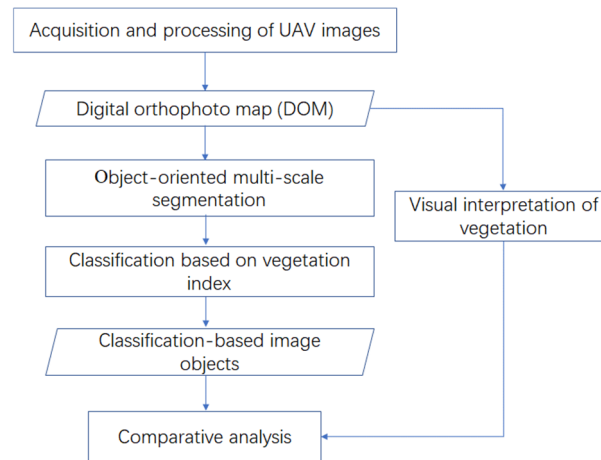 Acquisition and processing of UAV images
Digital orthophoto map (DOM)
Object-oriented multi-scale
segmentation
Visual interpretation of
vegetation
Classification based on vegetation
index
Classification-based image
objects
Comparative analysis